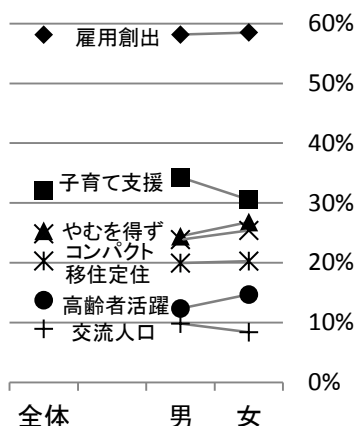 60%
雇用創出
50%
40%
子育て支援
30%
やむを得ず
コンパクト
移住定住
20%
高齢者活躍
交流人口
10%
0%
全体 男 女